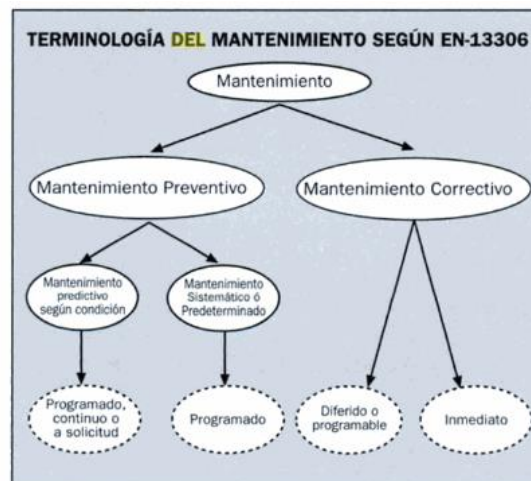 TERMINOLOGÍA DEL MANTENIMIENTO SEGÚN EN-13306
Mantenimiento
Mantenimiento Preventivo
Mantenimiento Correctivo
Mantenimiento
predictivo
según condición
Mantenimiento
Sistemático ó
Predeterminado
Programado,
contínuo o
a solicitud
Programado
Diferido o
programable
Inmediato